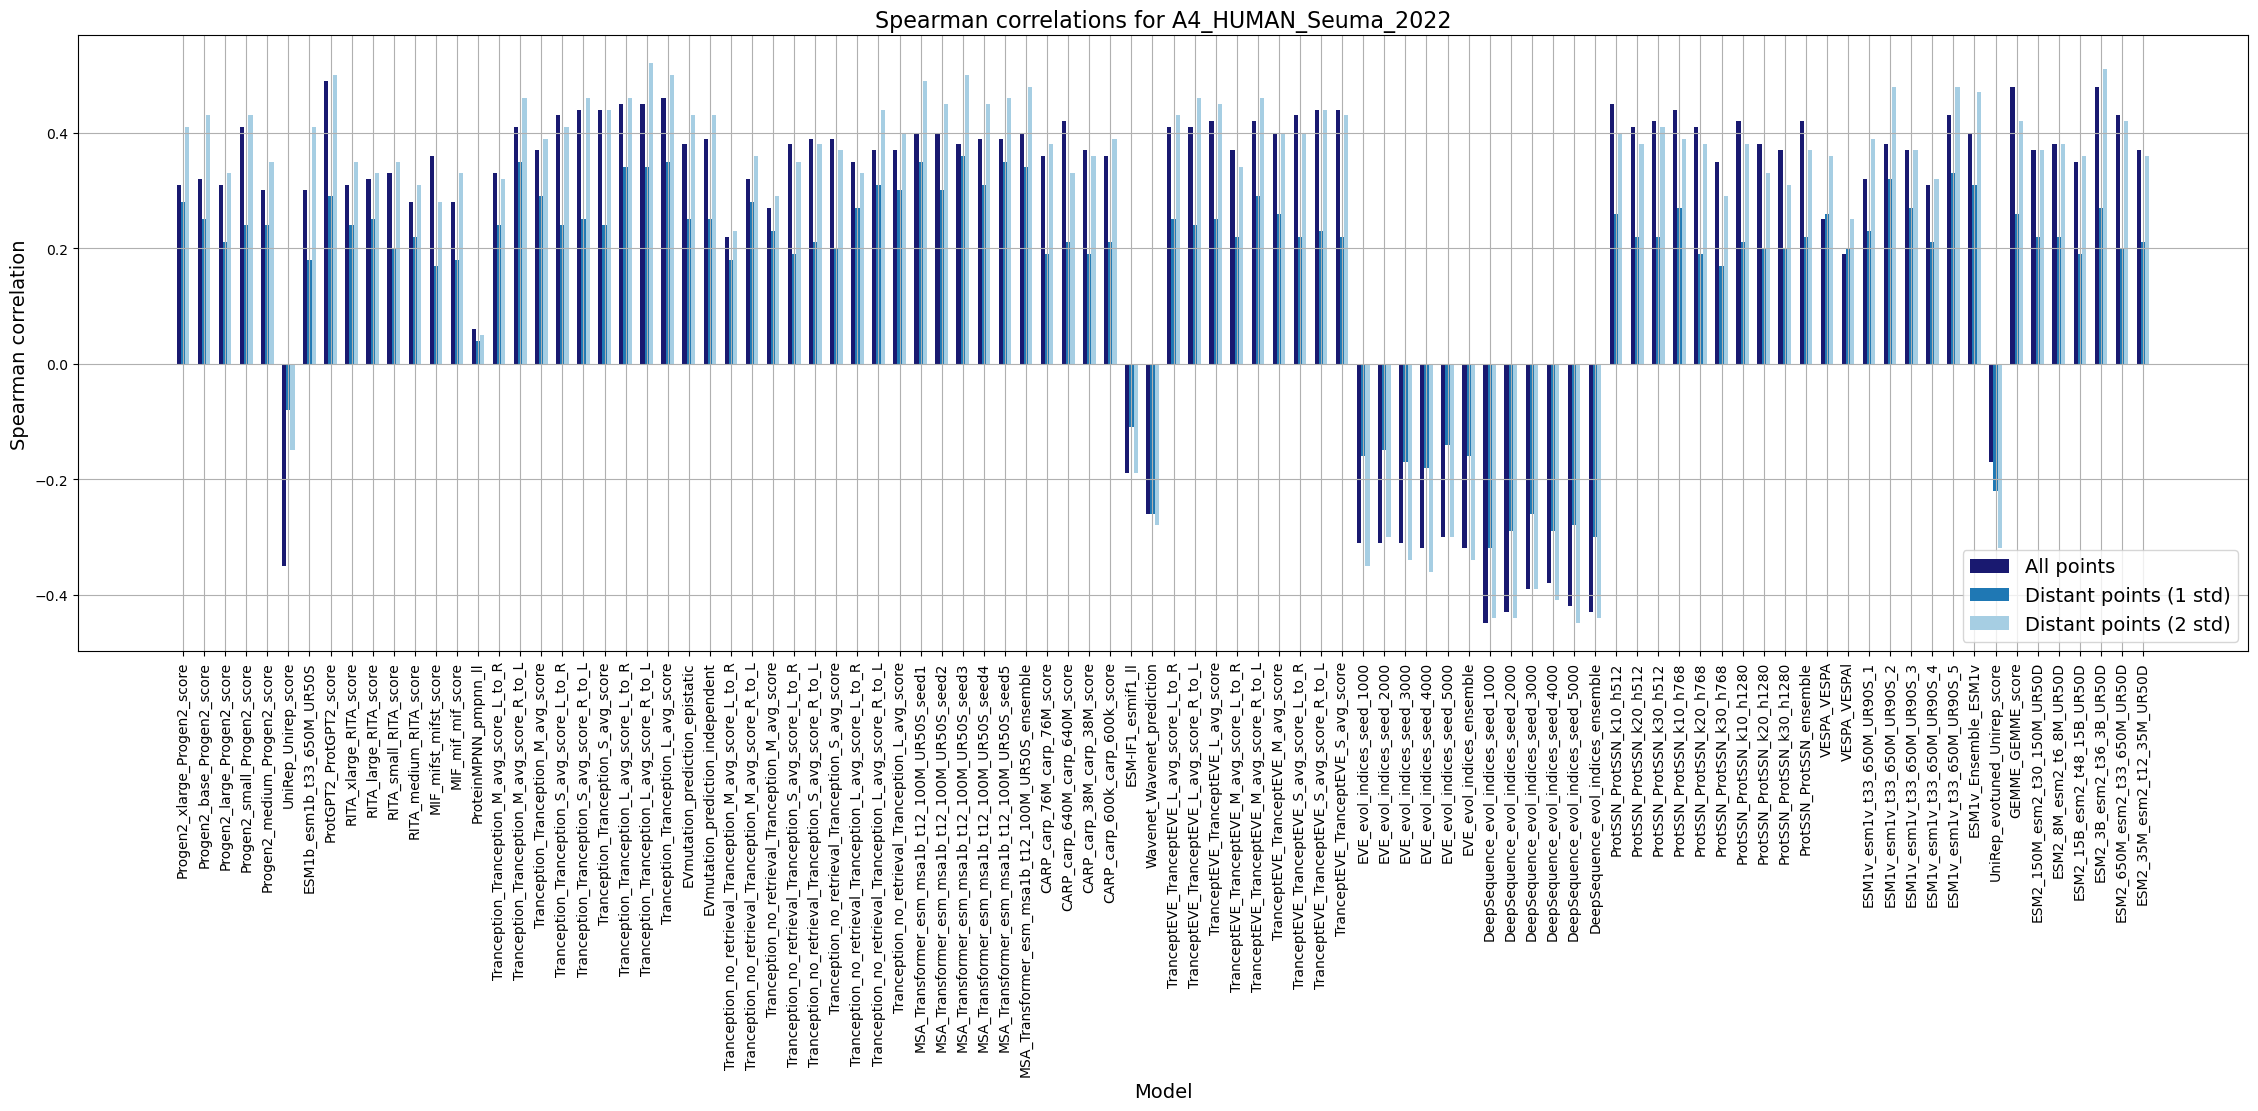 Spearman correlations for A4_HUMAN_Seuma_2022
Spearman correlation
0.4
0.2
0.0
−0.2
−0.4
All points
Distant points (1 std)
Distant points (2 std)
Progen2_xlarge_Progen2_score
Progen2_base_Progen2_score
Progen2_large_Progen2_score
Progen2_small_Progen2_score
Progen2_medium_Progen2_score
UniRep_Unirep_score
ESM1b_esm1b_t33_650M_UR50S
ProtGPT2_ProtGPT2_score
RITA_xlarge_RITA_score
RITA_large_RITA_score
RITA_small_RITA_score
RITA_medium_RITA_score
MIF_mifst_mifst_score
MIF_mif_mif_score
ProteinMPNN_pmpnn_ll
Tranception_Tranception_M_avg_score_L_to_R
Tranception_Tranception_M_avg_score_R_to_L
Tranception_Tranception_M_avg_score
Tranception_Tranception_S_avg_score_L_to_R
Tranception_Tranception_S_avg_score_R_to_L
Tranception_Tranception_S_avg_score
Tranception_Tranception_L_avg_score_L_to_R
Tranception_Tranception_L_avg_score_R_to_L
Tranception_Tranception_L_avg_score
EVmutation_prediction_epistatic
EVmutation_prediction_independent
Tranception_no_retrieval_Tranception_M_avg_score_L_to_R
Tranception_no_retrieval_Tranception_M_avg_score_R_to_L
Tranception_no_retrieval_Tranception_M_avg_score
Tranception_no_retrieval_Tranception_S_avg_score_L_to_R
Tranception_no_retrieval_Tranception_S_avg_score_R_to_L
Tranception_no_retrieval_Tranception_S_avg_score
Tranception_no_retrieval_Tranception_L_avg_score_L_to_R
Tranception_no_retrieval_Tranception_L_avg_score_R_to_L
Tranception_no_retrieval_Tranception_L_avg_score
MSA_Transformer_esm_msa1b_t12_100M_UR50S_seed1
MSA_Transformer_esm_msa1b_t12_100M_UR50S_seed2
MSA_Transformer_esm_msa1b_t12_100M_UR50S_seed3
MSA_Transformer_esm_msa1b_t12_100M_UR50S_seed4
MSA_Transformer_esm_msa1b_t12_100M_UR50S_seed5
MSA_Transformer_esm_msa1b_t12_100M_UR50S_ensemble
CARP_carp_76M_carp_76M_score
CARP_carp_640M_carp_640M_score
CARP_carp_38M_carp_38M_score
CARP_carp_600k_carp_600k_score
ESM-IF1_esmif1_ll
Wavenet_Wavenet_prediction
TranceptEVE_TranceptEVE_L_avg_score_L_to_R
TranceptEVE_TranceptEVE_L_avg_score_R_to_L
TranceptEVE_TranceptEVE_L_avg_score
TranceptEVE_TranceptEVE_M_avg_score_L_to_R
TranceptEVE_TranceptEVE_M_avg_score_R_to_L
TranceptEVE_TranceptEVE_M_avg_score
TranceptEVE_TranceptEVE_S_avg_score_L_to_R
TranceptEVE_TranceptEVE_S_avg_score_R_to_L
TranceptEVE_TranceptEVE_S_avg_score
EVE_evol_indices_seed_1000
EVE_evol_indices_seed_2000
EVE_evol_indices_seed_3000
EVE_evol_indices_seed_4000
EVE_evol_indices_seed_5000
EVE_evol_indices_ensemble
DeepSequence_evol_indices_seed_1000
DeepSequence_evol_indices_seed_2000
DeepSequence_evol_indices_seed_3000
DeepSequence_evol_indices_seed_4000
DeepSequence_evol_indices_seed_5000
DeepSequence_evol_indices_ensemble
ProtSSN_ProtSSN_k10_h512
ProtSSN_ProtSSN_k20_h512
ProtSSN_ProtSSN_k30_h512
ProtSSN_ProtSSN_k10_h768
ProtSSN_ProtSSN_k20_h768
ProtSSN_ProtSSN_k30_h768
ProtSSN_ProtSSN_k10_h1280
ProtSSN_ProtSSN_k20_h1280
ProtSSN_ProtSSN_k30_h1280
ProtSSN_ProtSSN_ensemble
VESPA_VESPA
VESPA_VESPAl
ESM1v_esm1v_t33_650M_UR90S_1
ESM1v_esm1v_t33_650M_UR90S_2
ESM1v_esm1v_t33_650M_UR90S_3
ESM1v_esm1v_t33_650M_UR90S_4
ESM1v_esm1v_t33_650M_UR90S_5
ESM1v_Ensemble_ESM1v
UniRep_evotuned_Unirep_score
GEMME_GEMME_score
ESM2_150M_esm2_t30_150M_UR50D
ESM2_8M_esm2_t6_8M_UR50D
ESM2_15B_esm2_t48_15B_UR50D
ESM2_3B_esm2_t36_3B_UR50D
ESM2_650M_esm2_t33_650M_UR50D
ESM2_35M_esm2_t12_35M_UR50D
Model